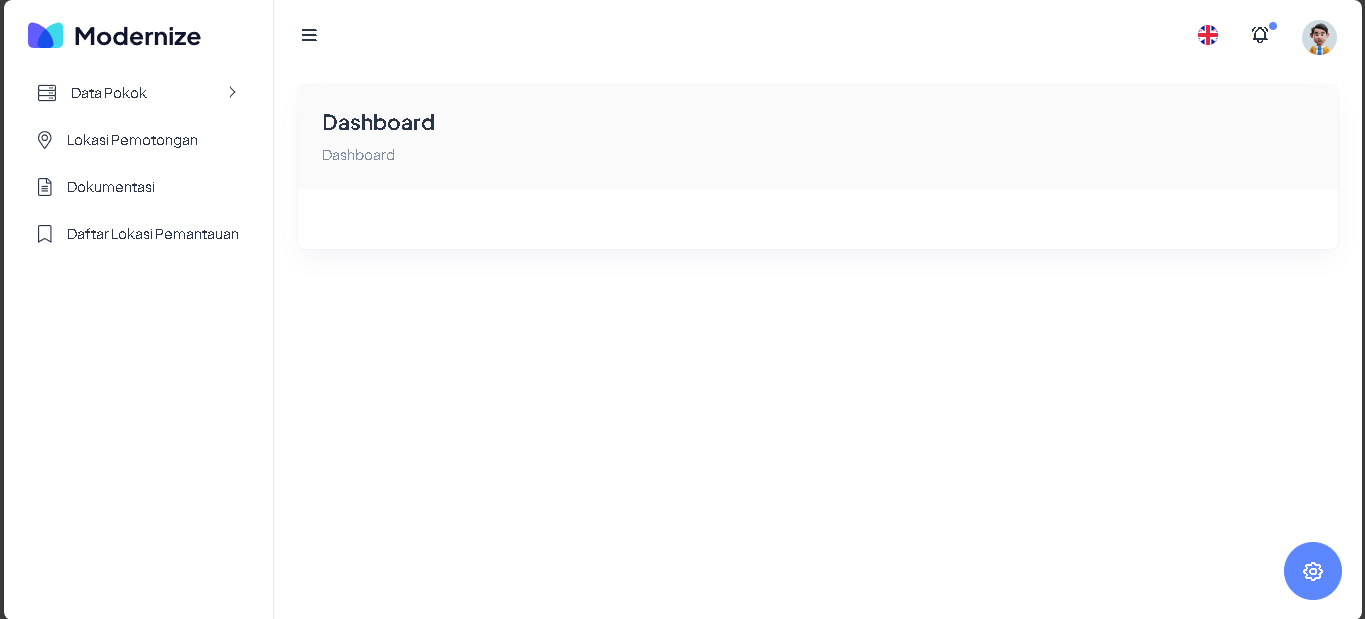 Modernize
Data Pokok
Lokasi Pemotongan
Dokumentasi
Daftar Lokasi Pemantauan
Dashboard
Dashboard